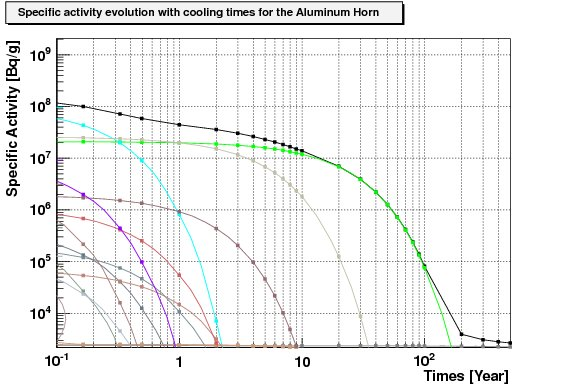 Specific activity evolution with cooling times for the Aluminum Horn
Specific Activity [Bq/g]
10⁹
10⁸
10⁷
10⁶
10⁵
10⁴
10⁻¹ 1 10 10²
Times [Year]